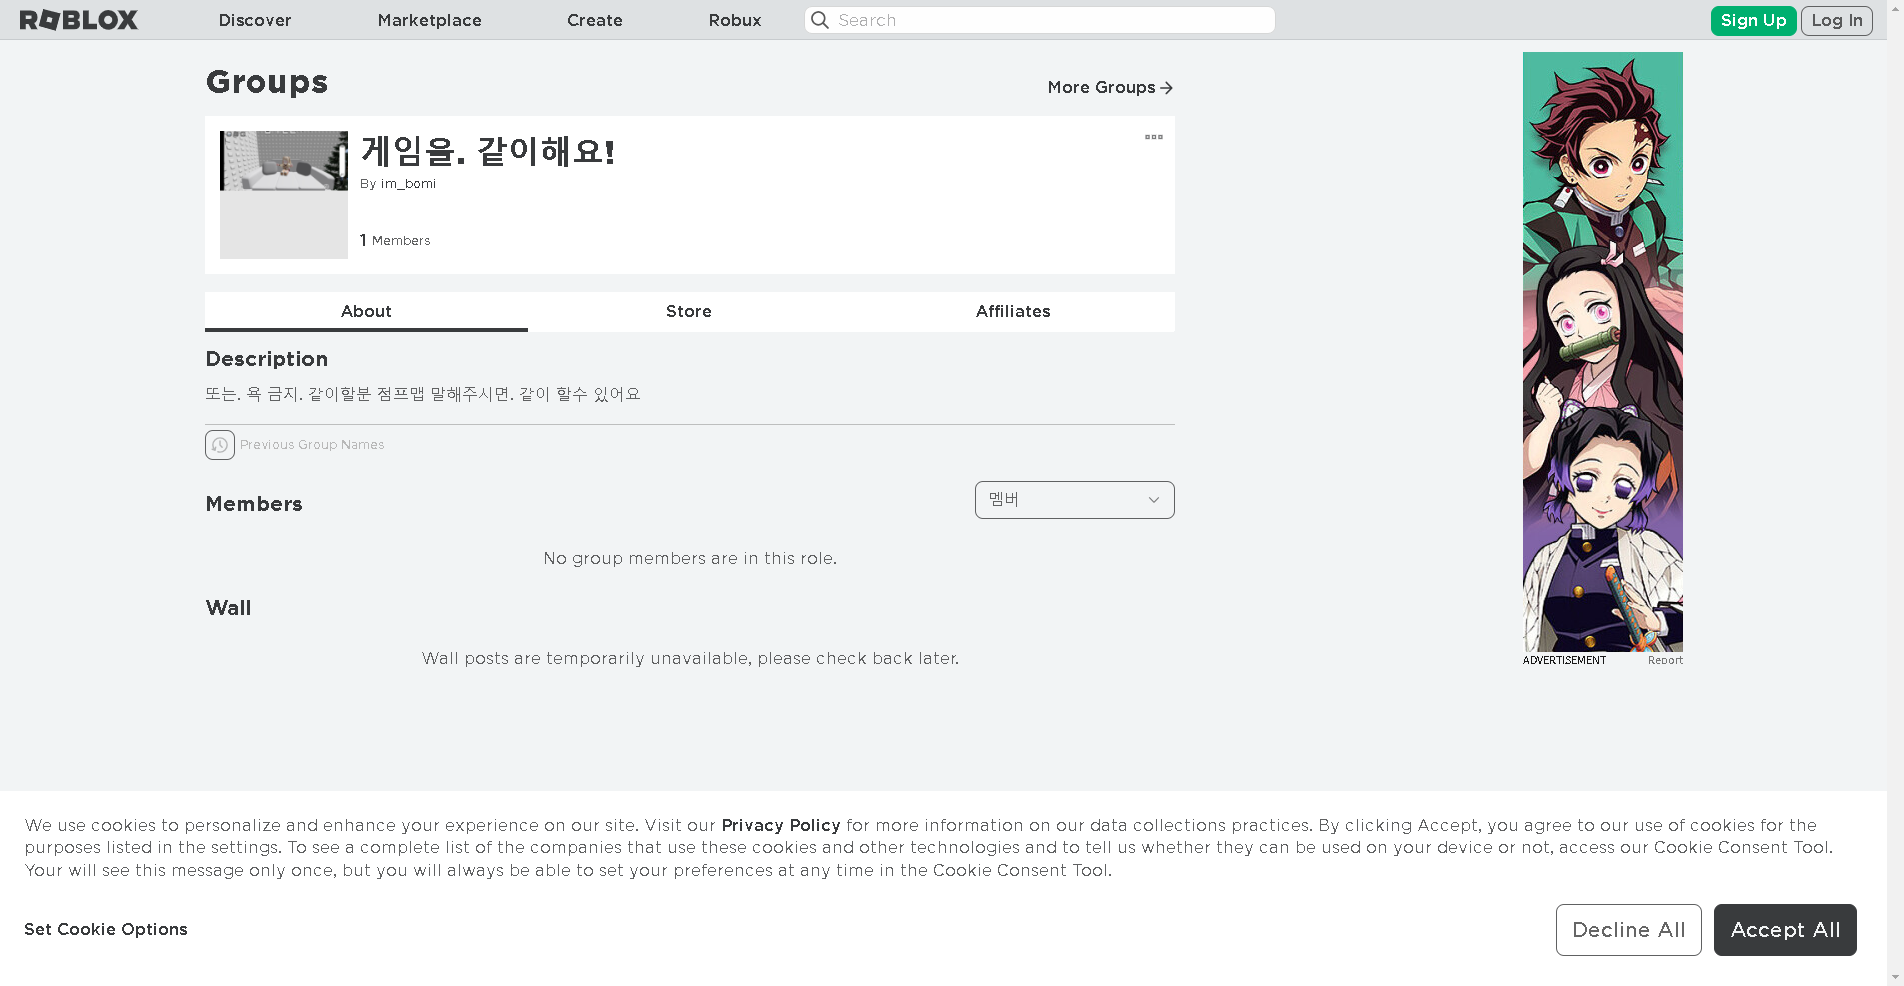 ROBLOX Discover Marketplace Create Robux Search Sign Up Log In
Groups
More Groups
게임을. 같이해요!
By im_bomi
1 Members
About Store Affiliates
Description
또는. 욕 금지. 같이할분 점프맵 말해주시면. 같이 할수 있어요
Previous Group Names
Members
멤버
No group members are in this role.
Wall
Wall posts are temporarily unavailable, please check back later.
ADVERTISEMENT Report
We use cookies to personalize and enhance your experience on our site. Visit our Privacy Policy for more information on our data collections practices. By clicking Accept, you agree to our use of cookies for the
purposes listed in the settings. To see a complete list of the companies that use these cookies and other technologies and to tell us whether they can be used on your device or not, access our Cookie Consent Tool.
Your will see this message only once, but you will always be able to set your preferences at any time in the Cookie Consent Tool.
Set Cookie Options
Decline All
Accept All